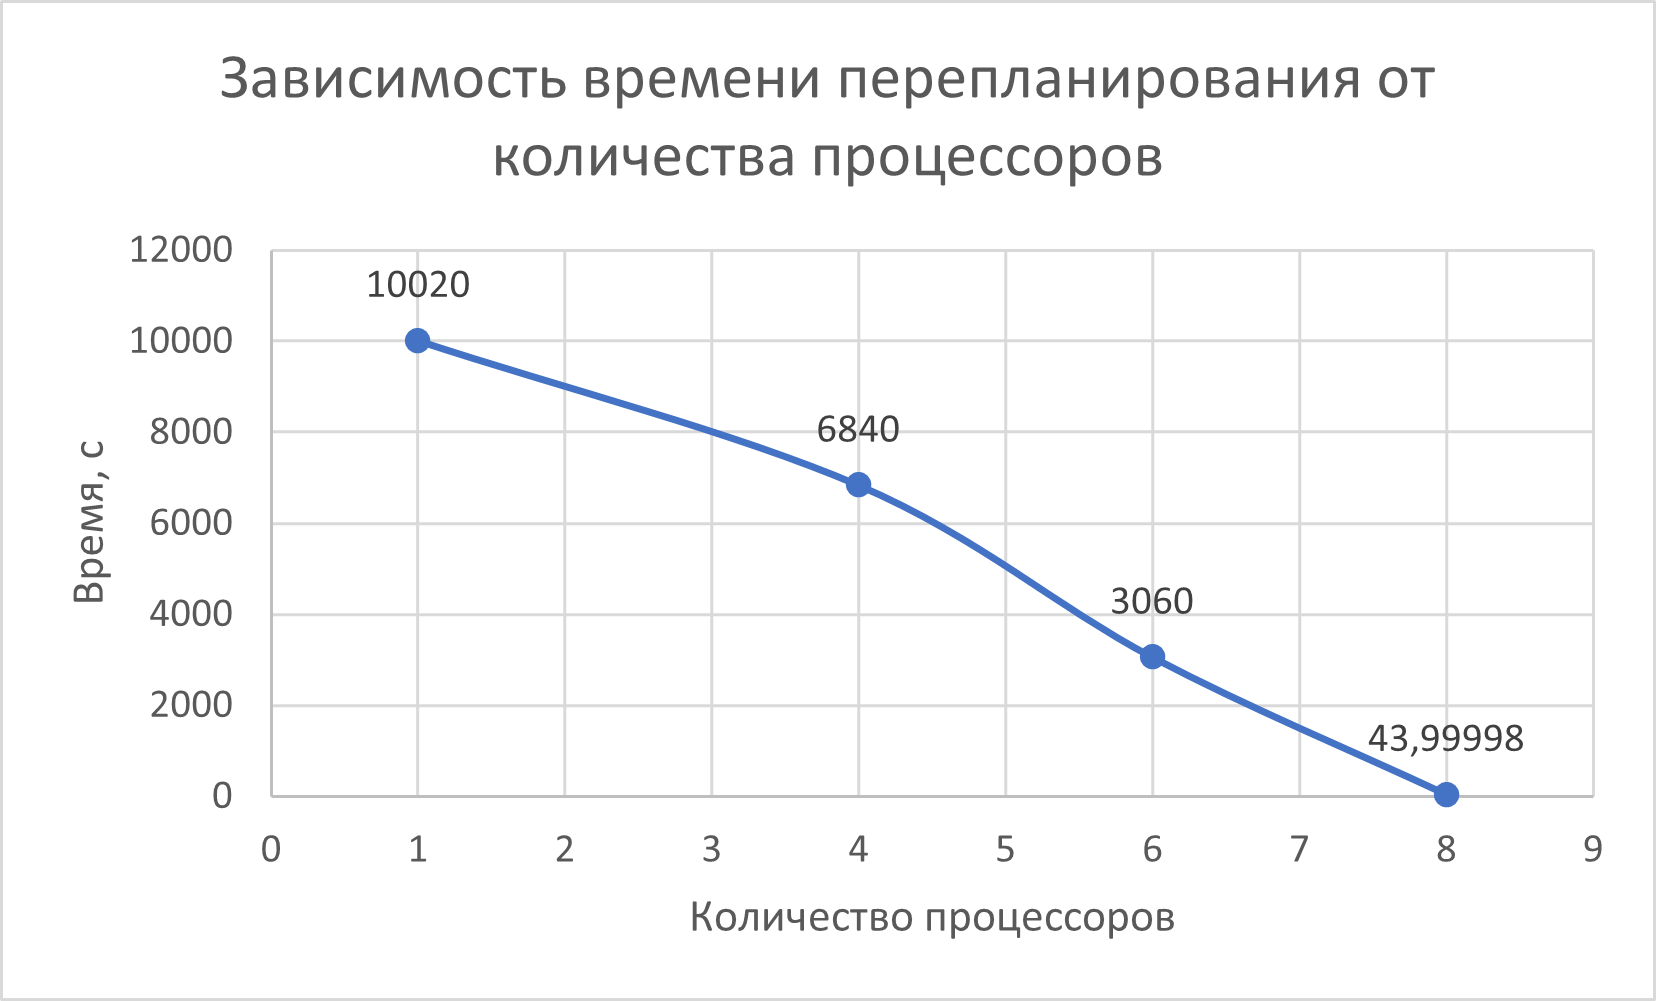 Зависимость времени перепланирования от
количества процессоров
12000
10000
8000
6000
4000
2000
0
Время, с
10020
6840
3060
43,99998
0 1 2 3 4 5 6 7 8 9
Количество процессоров